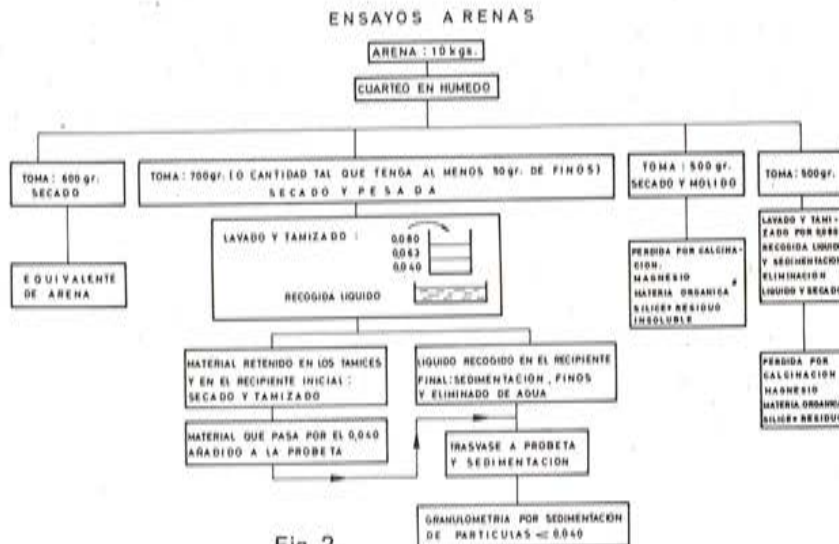 ENSAYOS ARENAS
ARENA : 10 kgs.
CUARTEO EN HUMEDO
TOMA: 600 gr.
SECADO
EQUIVALENTE
DE ARENA
TOMA: 700gr. (O CANTIDAD TAL QUE TENGA AL MENOS 50gr. DE FINOS)
SECADO Y PESADA
LAVADO Y TAMIZADO :
0,080
0,063
0,040
RECOGIDA LIQUIDO
MATERIAL RETENIDO EN LOS TAMICES
Y EN EL RECIPIENTE INICIAL :
SECADO Y TAMIZADO
MATERIAL QUE PASA POR EL 0,040
AÑADIDO A LA PROBETA
LIQUIDO RECOGIDO EN EL RECIPIENTE
FINAL: SEDIMENTACION, FINOS
Y ELIMINADO DE AGUA
TRASVASE A PROBETA
Y SEDIMENTACION
GRANULOMETRIA POR SEDIMENTACION
DE PARTICULAS < 0,040
TOMA : 500 gr.
SECADO Y MOLIDO
PERDIDA POR CALCINA-
CION.
MAGNESIO
MATERIA ORGANICA
SILICE + RESIDUO
INSOLUBLE
TOMA: 500gr.
LAVADO Y TAMI-
ZADO POR 0,080
RECOGIDA LIQUIDO
Y SEDIMENTACION
ELIMINACION
LIQUIDO Y SECADO
PERDIDA POR
CALCINACION
MAGNESIO
MATERIA ORGANICA
SILICE + RESIDUO
Fig. 2